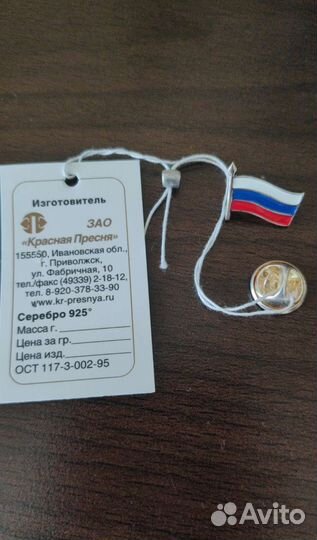 Изготовитель
ЗАО
«Красная Пресня"
155550, Ивановская обл.,
г. Приволжск,
ул. Фабричная, 10
тел./факс (49339) 2-18-12,
тел. 8-920-378-33-90
www.kr-presnya.ru
Серебро 925°
Масса г.
Цена за гр.
Цена изд.
ОСТ 117-3-002-95
Avito